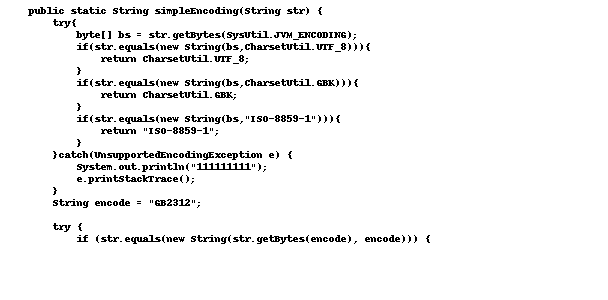 public static String simpleEncoding(String str) {
try{
byte[] bs = str.getBytes(SysUtil.JVM_ENCODING);
if(str.equals(new String(bs,CharsetUtil.UTF_8))){
return CharsetUtil.UTF_8;
}
if(str.equals(new String(bs,CharsetUtil.GBK))){
return CharsetUtil.GBK;
}
if(str.equals(new String(bs,"ISO-8859-1"))){
return "ISO-8859-1";
}
}catch(UnsupportedEncodingException e) {
System.out.println("111111111");
e.printStackTrace();
}
String encode = "GB2312";
try {
if (str.equals(new String(str.getBytes(encode), encode))) {